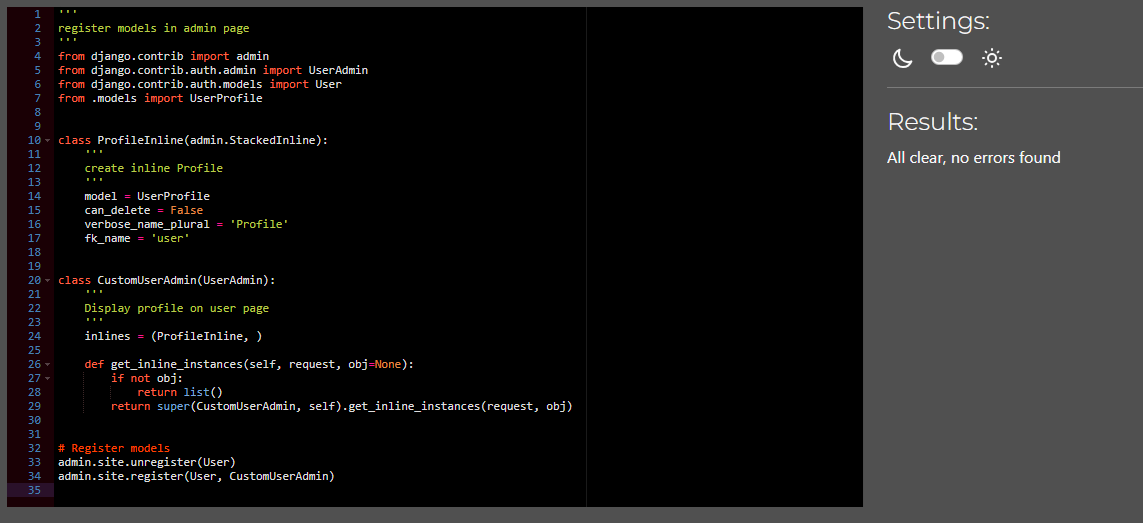 1 '''
2 register models in admin page
3 '''
4 from django.contrib import admin
5 from django.contrib.auth.admin import UserAdmin
6 from django.contrib.auth.models import User
7 from .models import UserProfile
8
9
10 class ProfileInline(admin.StackedInline):
11     '''
12     create inline Profile
13     '''
14     model = UserProfile
15     can_delete = False
16     verbose_name_plural = 'Profile'
17     fk_name = 'user'
18
19
20 class CustomUserAdmin(UserAdmin):
21     '''
22     Display profile on user page
23     '''
24     inlines = (ProfileInline, )
25
26     def get_inline_instances(self, request, obj=None):
27         if not obj:
28             return list()
29         return super(CustomUserAdmin, self).get_inline_instances(request, obj)
30
31
32 # Register models
33 admin.site.unregister(User)
34 admin.site.register(User, CustomUserAdmin)
35
Settings:
Results:
All clear, no errors found